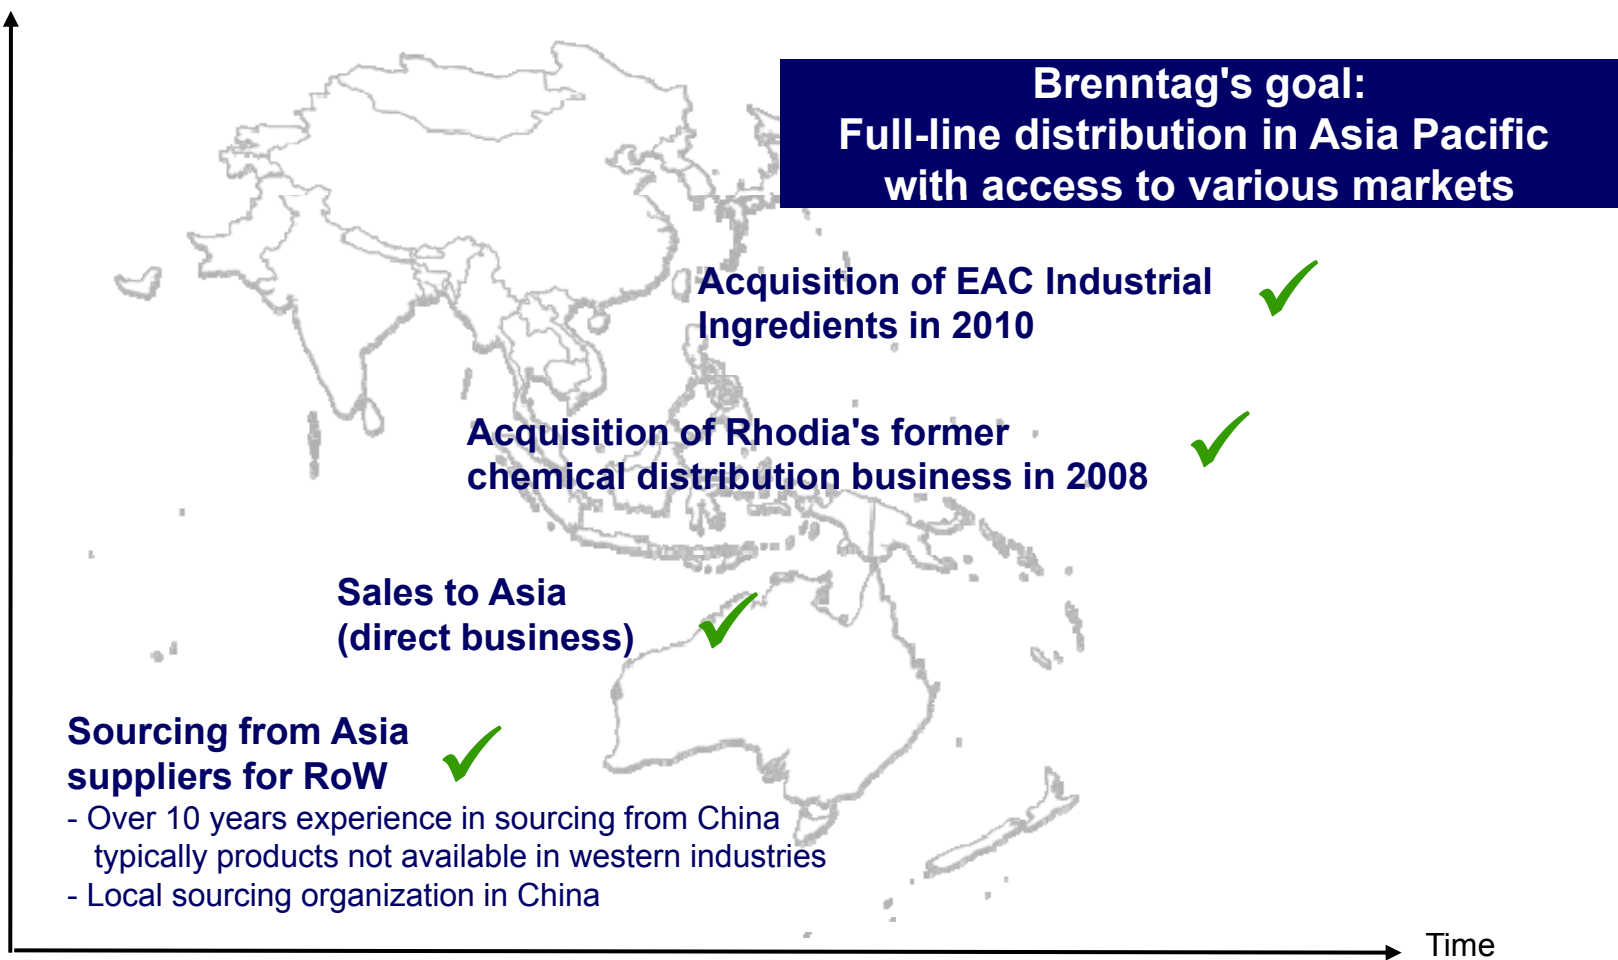 Brenntag's goal:
Full-line distribution in Asia Pacific
with access to various markets
Acquisition of EAC Industrial
Ingredients in 2010
Acquisition of Rhodia's former
chemical distribution business in 2008
Sales to Asia
(direct business)
Sourcing from Asia
suppliers for RoW
- Over 10 years experience in sourcing from China
typically products not available in western industries
- Local sourcing organization in China
Time